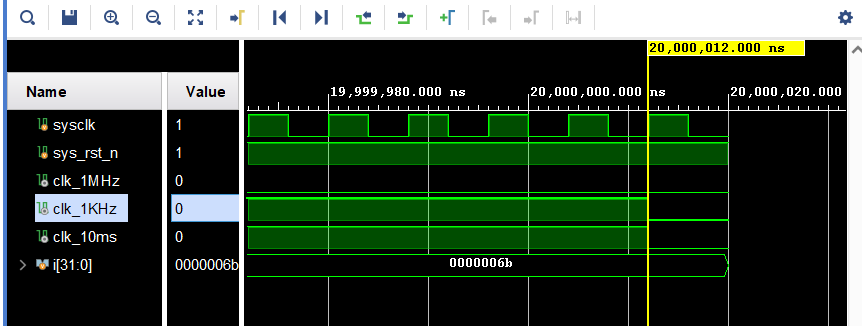 20,000,012.000 ns
Name Value
19,999,980.000 ns 20,000,000.000 ns 20,000,020.000
sysclk 1
sys_rst_n 1
clk_1MHz 0
clk_1KHz 0
clk_10ms 0
i[31:0] 0000006b 0000006b